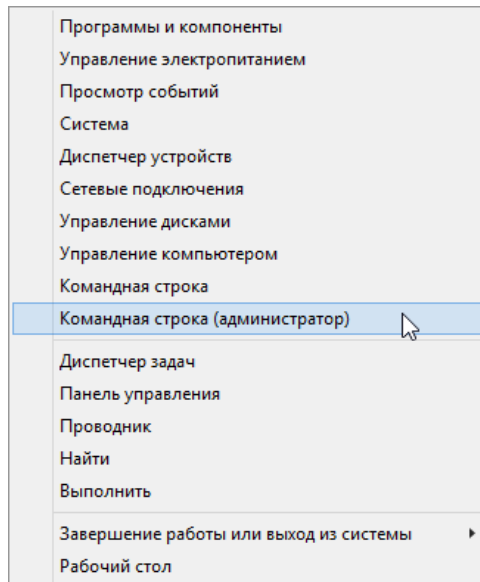 Программы и компоненты
Управление электропитанием
Просмотр событий
Система
Диспетчер устройств
Сетевые подключения
Управление дисками
Управление компьютером
Командная строка
Командная строка (администратор)
Диспетчер задач
Панель управления
Проводник
Найти
Выполнить
Завершение работы или выход из системы
Рабочий стол